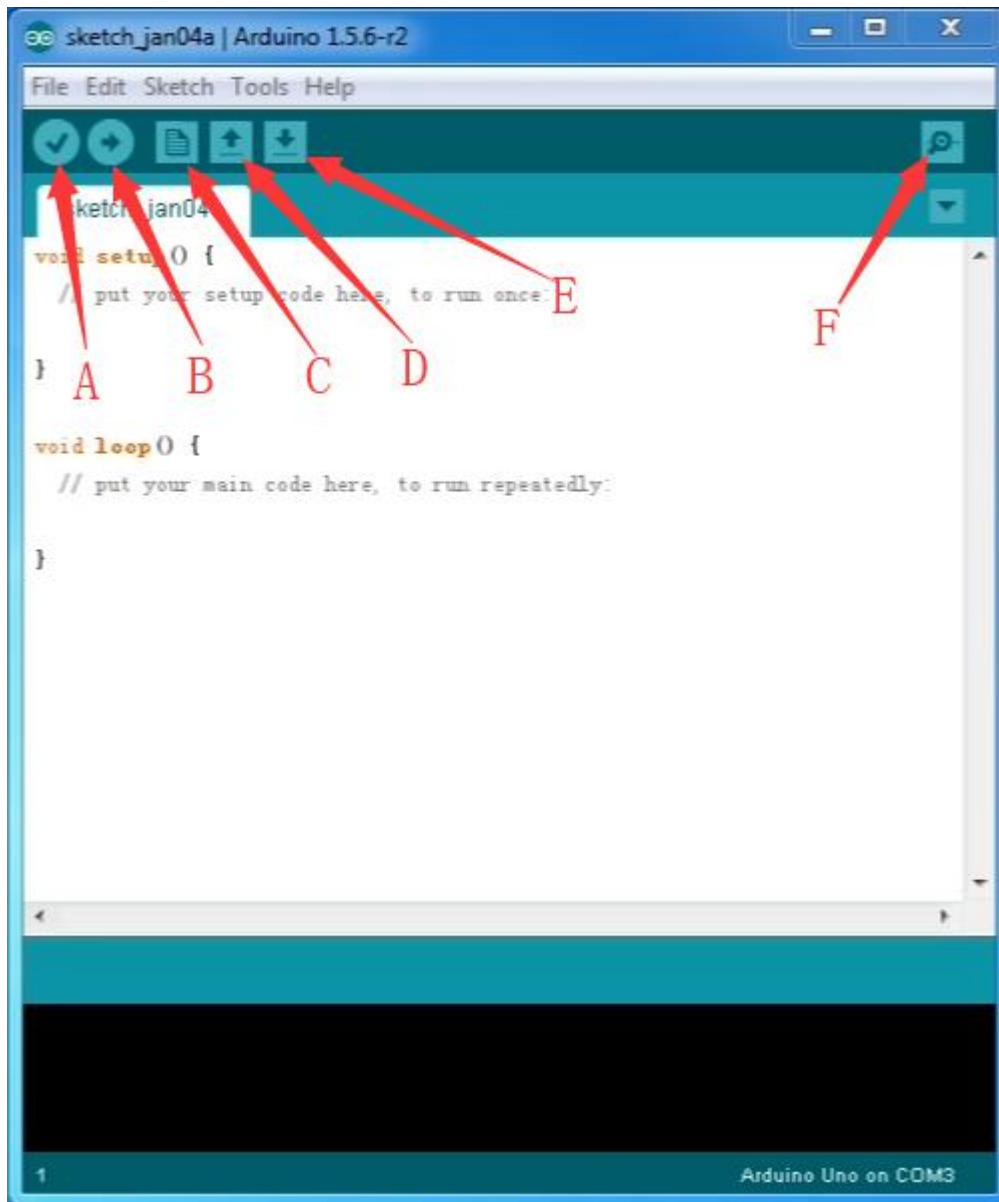 sketch_jan04a | Arduino 1.5.6-r2
File Edit Sketch Tools Help
void setup() {
// put your setup code here, to run once:
}
A B C D E F
void loop() {
// put your main code here, to run repeatedly:
}
1 Arduino Uno on COM3